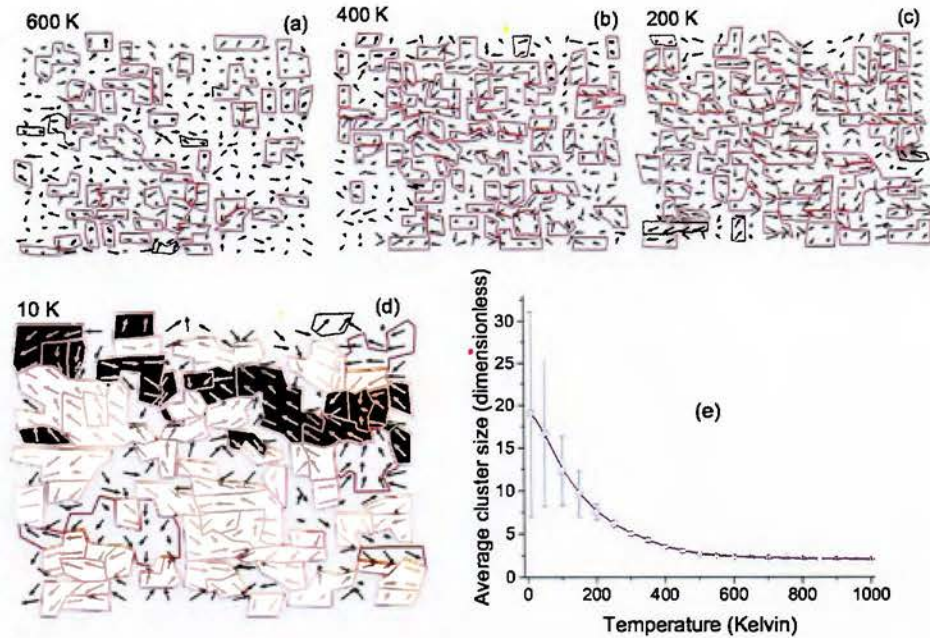 600 K
(a)
400 K
(b)
200 K
(c)
10 K
(d)
Average cluster size (dimensionless)
30
25
20
15
10
5
0
(e)
0
200
400
600
800
1000
Temperature (Kelvin)